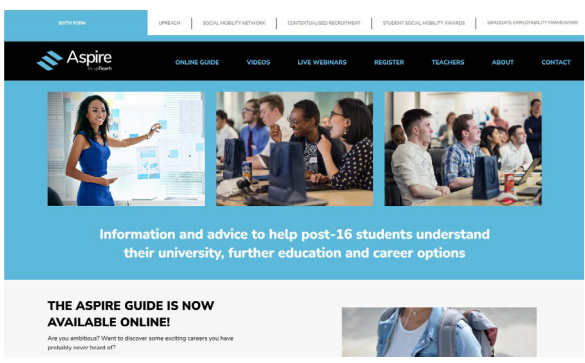 SIXTH FORM
UPREACH
SOCIAL MOBILITY NETWORK
CONTEXTUALISED RECRUITMENT
STUDENT SOCIAL MOBILITY AWARDS
GRADUATE EMPLOYABILITY FRAMEWORK
Aspire
by upReach
ONLINE GUIDE
VIDEOS
LIVE WEBINARS
REGISTER
TEACHERS
ABOUT
CONTACT
Information and advice to help post-16 students understand
their university, further education and career options
THE ASPIRE GUIDE IS NOW
AVAILABLE ONLINE!
Are you ambitious? Want to discover some exciting careers you have
probably never heard of?